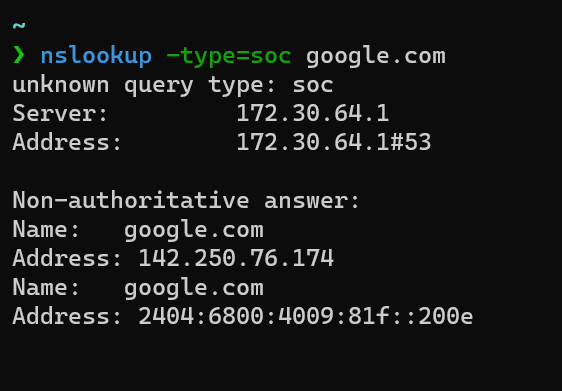 ~
❯ nslookup -type=soc google.com
unknown query type: soc
Server:         172.30.64.1
Address:        172.30.64.1#53

Non-authoritative answer:
Name:   google.com
Address: 142.250.76.174
Name:   google.com
Address: 2404:6800:4009:81f::200e